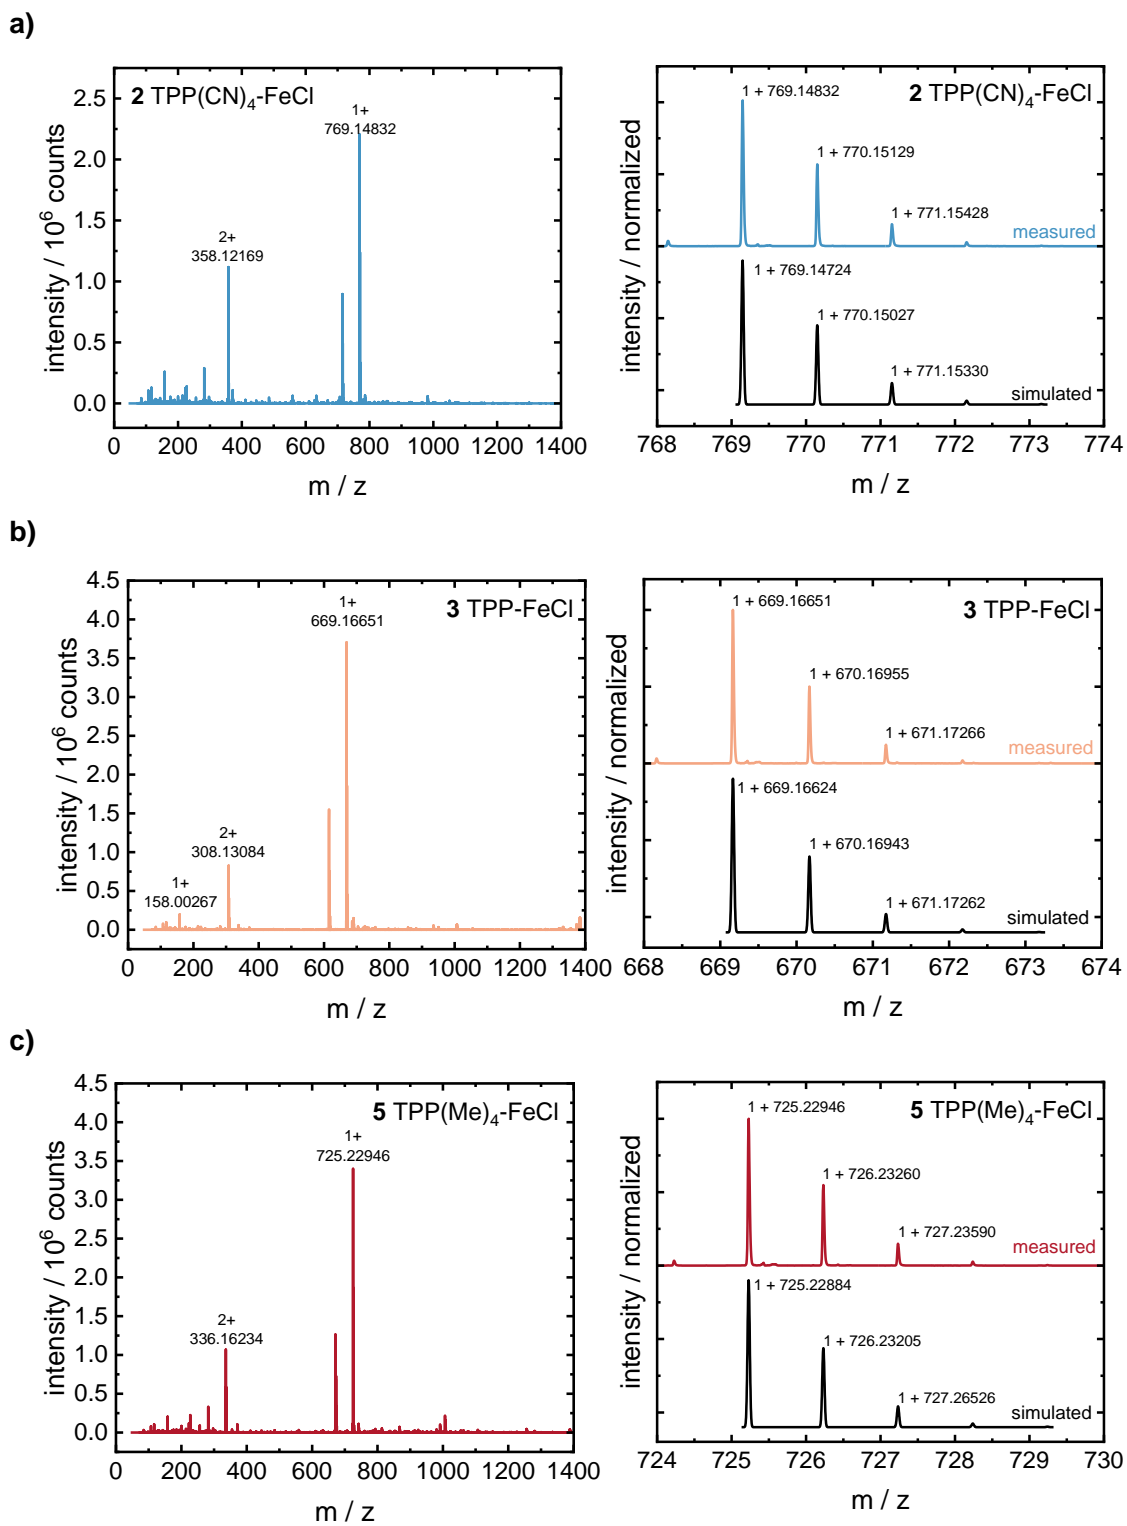 a)
2 TPP(CN)4-FeCl
1+
769.14832
2+
358.12169
2.5
2.0
1.5
1.0
0.5
0.0
intensity / 10^6 counts
0 200 400 600 800 1000 1200 1400
m / z
2 TPP(CN)4-FeCl
1 + 769.14832
1 + 770.15129
1 + 771.15428
measured
1 + 769.14724
1 + 770.15027
1 + 771.15330
simulated
intensity / normalized
768 769 770 771 772 773 774
m / z
b)
3 TPP-FeCl
1+
669.16651
2+
308.13084
1+
158.00267
4.5
4.0
3.5
3.0
2.5
2.0
1.5
1.0
0.5
0.0
intensity / 10^6 counts
0 200 400 600 800 1000 1200 1400
m / z
3 TPP-FeCl
1 + 669.16651
1 + 670.16955
1 + 671.17266
measured
1 + 669.16624
1 + 670.16943
1 + 671.17262
simulated
intensity / normalized
668 669 670 671 672 673 674
m / z
c)
5 TPP(Me)4-FeCl
1+
725.22946
2+
336.16234
4.5
4.0
3.5
3.0
2.5
2.0
1.5
1.0
0.5
0.0
intensity / 10^6 counts
0 200 400 600 800 1000 1200 1400
m / z
5 TPP(Me)4-FeCl
1 + 725.22946
1 + 726.23260
1 + 727.23590
measured
1 + 725.22884
1 + 726.23205
1 + 727.26526
simulated
intensity / normalized
724 725 726 727 728 729 730
m / z